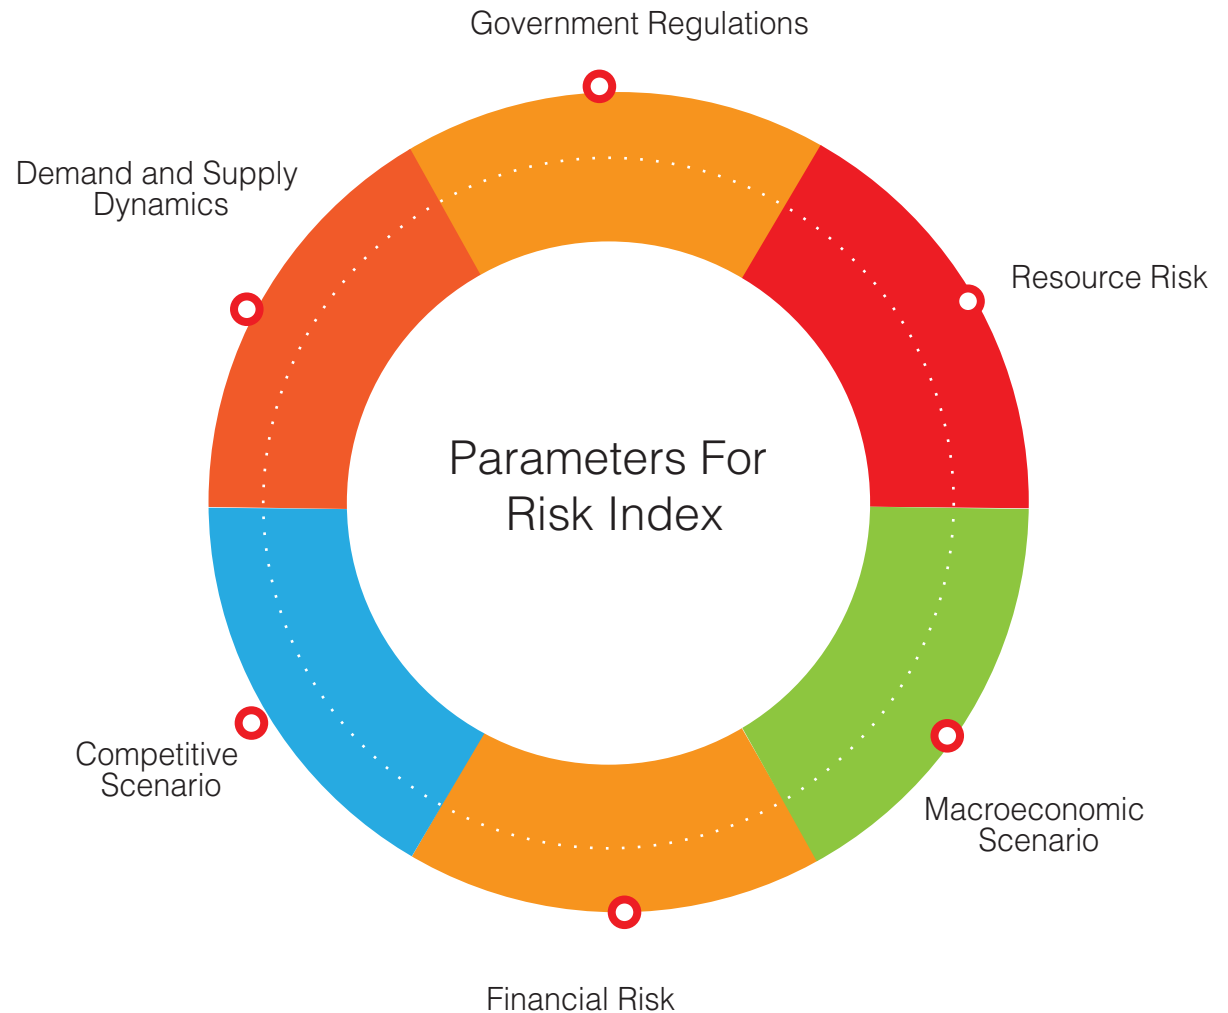 Government Regulations
Demand and Supply
Dynamics
Resource Risk
Parameters For
Risk Index
Competitive
Scenario
Macroeconomic
Scenario
Financial Risk